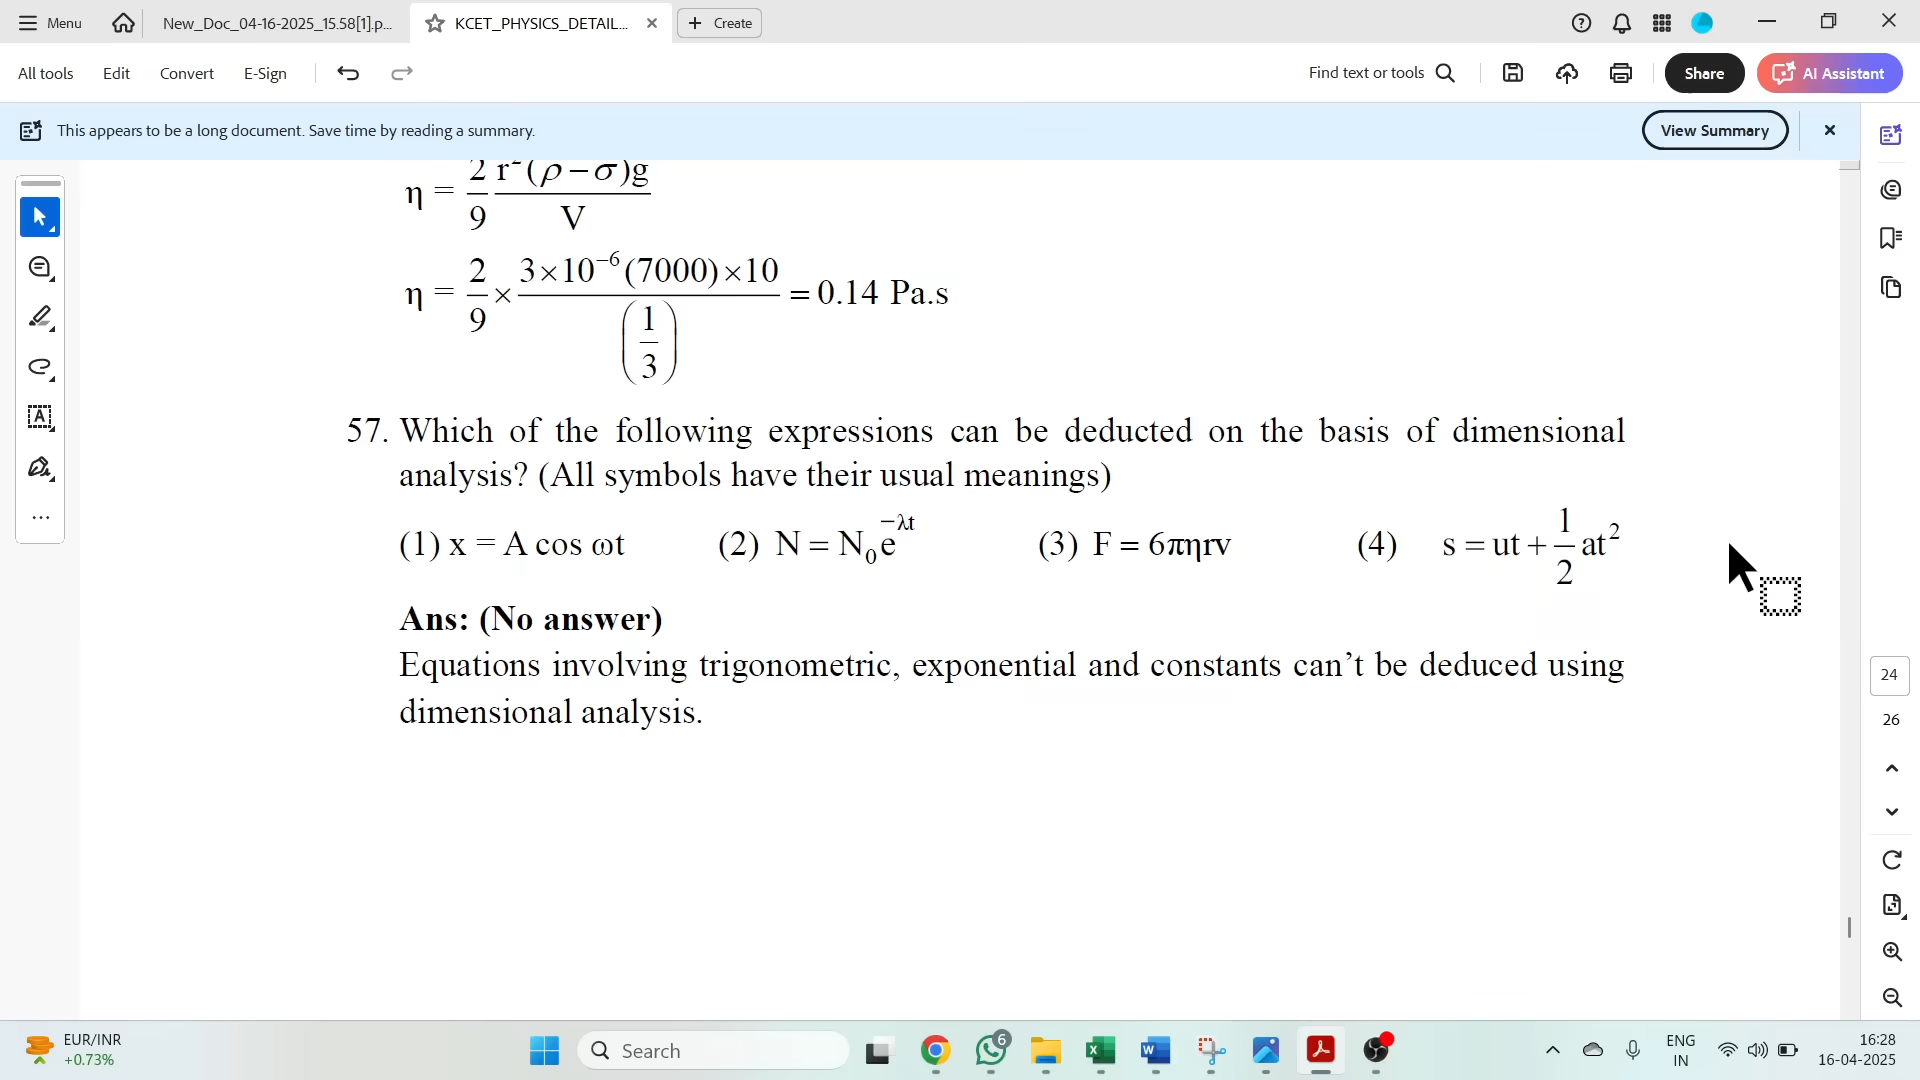 Menu New_Doc_04-16-2025_15.58[1].p... KCET_PHYSICS_DETAIL... Create
All tools Edit Convert E-Sign Find text or tools Share AI Assistant
This appears to be a long document. Save time by reading a summary. View Summary
η = 2/9 r²(ρ−σ)g / V
η = 2/9 × 3×10⁻⁶(7000)×10 / (1/3) = 0.14 Pa.s
57. Which of the following expressions can be deducted on the basis of dimensional
analysis? (All symbols have their usual meanings)
(1) x = A cos ωt (2) N = N₀e^−λt (3) F = 6πηrv (4) s = ut + 1/2 at²
Ans: (No answer)
Equations involving trigonometric, exponential and constants can’t be deduced using
dimensional analysis.
24
26
EUR/INR
+0.73%
Search
6
ENG
IN
16:28
16-04-2025